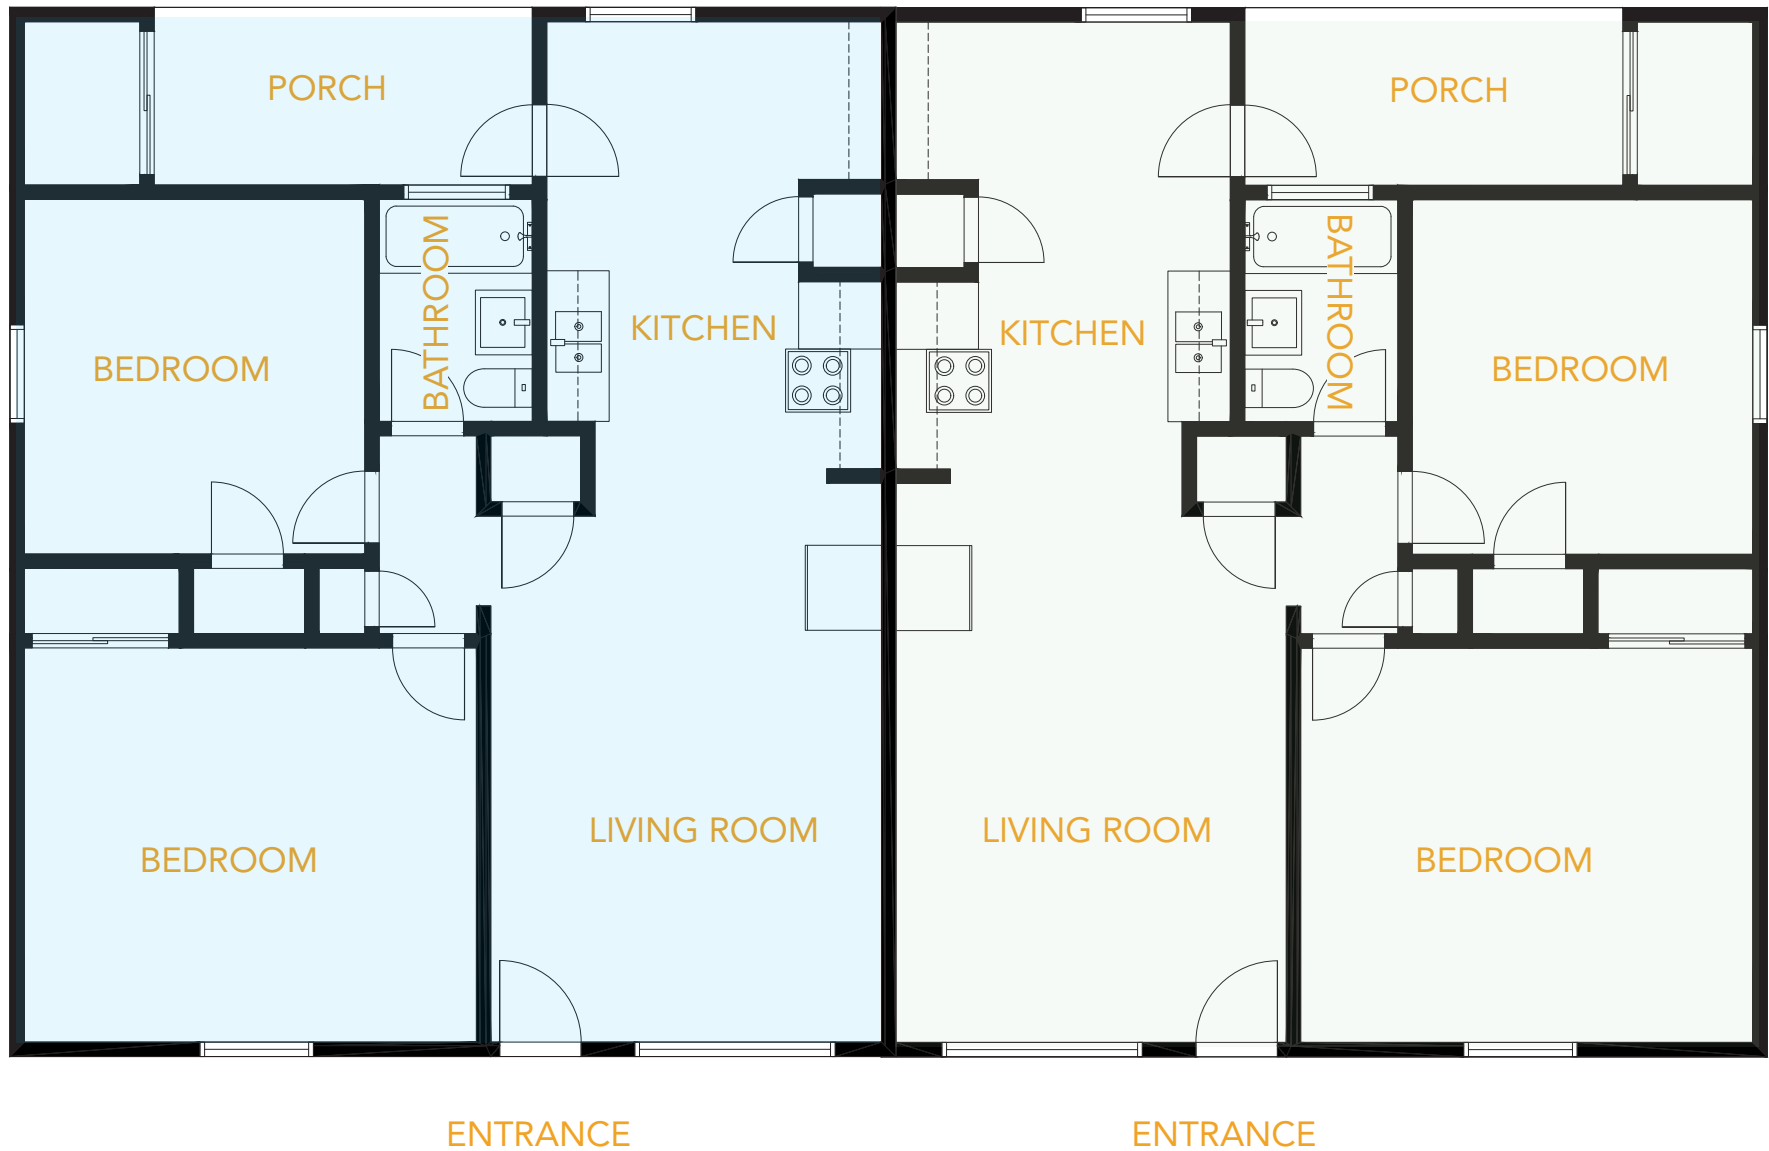 PORCH
PORCH
BATHROOM
BATHROOM
KITCHEN
KITCHEN
BEDROOM
BEDROOM
LIVING ROOM
LIVING ROOM
BEDROOM
BEDROOM
ENTRANCE
ENTRANCE